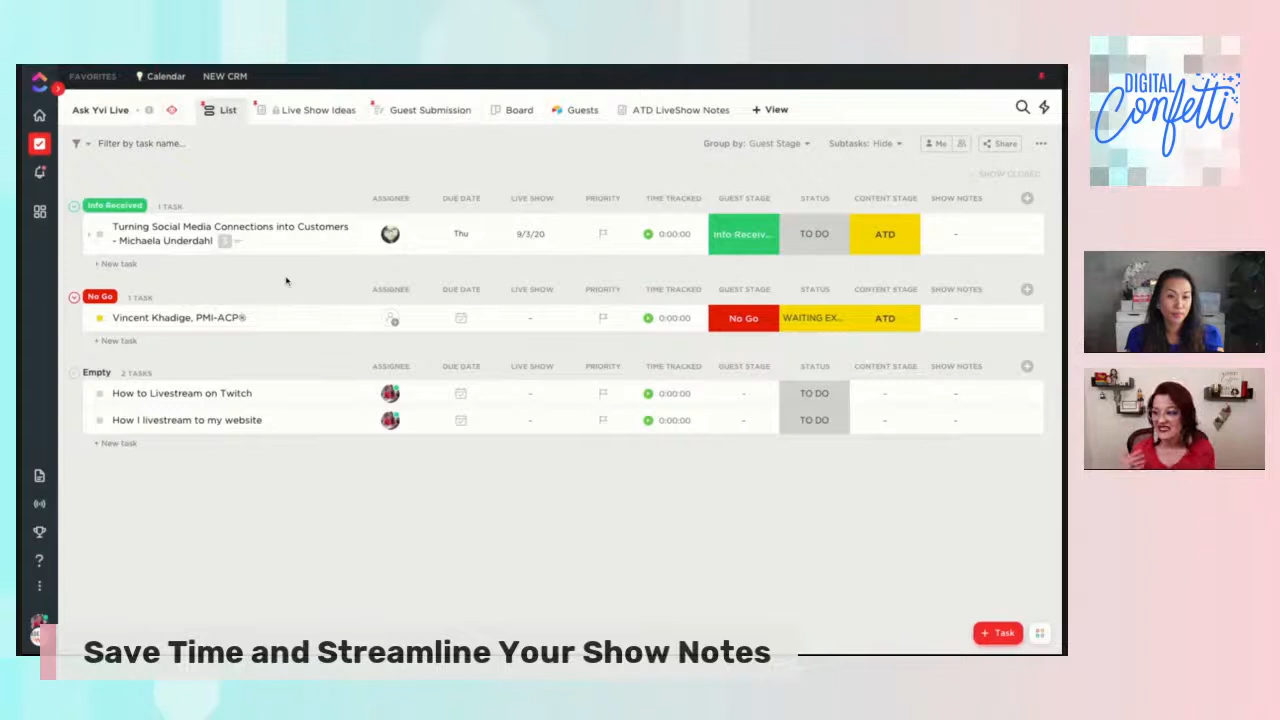 FAVORITES Calendar NEW CRM
Ask Yvi Live List Live Show Ideas Guest Submission Board Guests ATD LiveShow Notes + View
Filter by task name... Group by: Guest Stage Subtasks: Hide Me Share
SHOW CLOSED
Info Received 1 TASK ASSIGNEE DUE DATE LIVE SHOW PRIORITY TIME TRACKED GUEST STAGE STATUS CONTENT STAGE SHOW NOTES
Turning Social Media Connections into Customers
- Michaela Underdahl Thu 9/3/20 0:00:00 Info Receiv... TO DO ATD -
+ New task
No Go 1 TASK ASSIGNEE DUE DATE LIVE SHOW PRIORITY TIME TRACKED GUEST STAGE STATUS CONTENT STAGE SHOW NOTES
Vincent Khadige, PMI-ACP® - 0:00:00 No Go WAITING EX... ATD -
+ New task
Empty 2 TASKS ASSIGNEE DUE DATE LIVE SHOW PRIORITY TIME TRACKED GUEST STAGE STATUS CONTENT STAGE SHOW NOTES
How to Livestream on Twitch - 0:00:00 - TO DO - -
How I livestream to my website - 0:00:00 - TO DO - -
+ New task
+ Task
Save Time and Streamline Your Show Notes
DIGITAL
Confetti